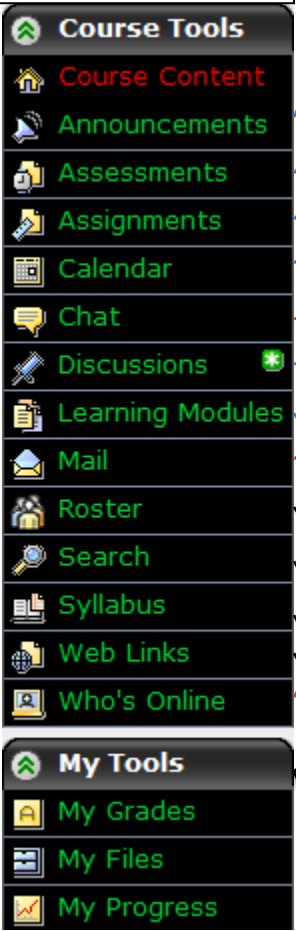 Course Tools
Course Content
Announcements
Assessments
Assignments
Calendar
Chat
Discussions
Learning Modules
Mail
Roster
Search
Syllabus
Web Links
Who's Online
My Tools
My Grades
My Files
My Progress